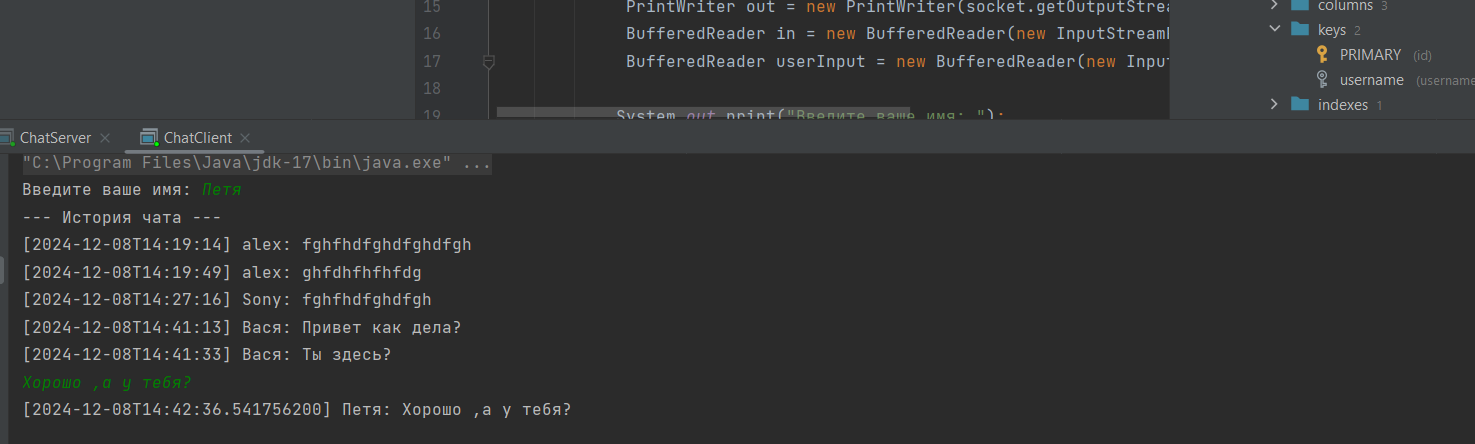 15 PrintWriter out = new PrintWriter(socket.getOutputStrea
16 BufferedReader in = new BufferedReader(new InputStream
17 BufferedReader userInput = new BufferedReader(new Input
18
19 System.out.print("Введите ваше имя: ");
columns 3
keys 2
PRIMARY (id)
username (username
indexes 1
ChatServer ChatClient
"C:\Program Files\Java\jdk-17\bin\java.exe" ...
Введите ваше имя: Петя
--- История чата ---
[2024-12-08T14:19:14] alex: fghfhdfghdfghdfgh
[2024-12-08T14:19:49] alex: ghfdhfhfhfdg
[2024-12-08T14:27:16] Sony: fghfhdfghdfgh
[2024-12-08T14:41:13] Вася: Привет как дела?
[2024-12-08T14:41:33] Вася: Ты здесь?
Хорошо ,а у тебя?
[2024-12-08T14:42:36.541756200] Петя: Хорошо ,а у тебя?